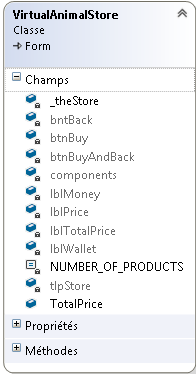 VirtualAnimalStore
Classe
Form
Champs
_theStore
bntBack
btnBuy
btnBuyAndBack
components
lblMoney
lblPrice
lblTotalPrice
lblWallet
NUMBER_OF_PRODUCTS
tlpStore
TotalPrice
Propriétés
Méthodes